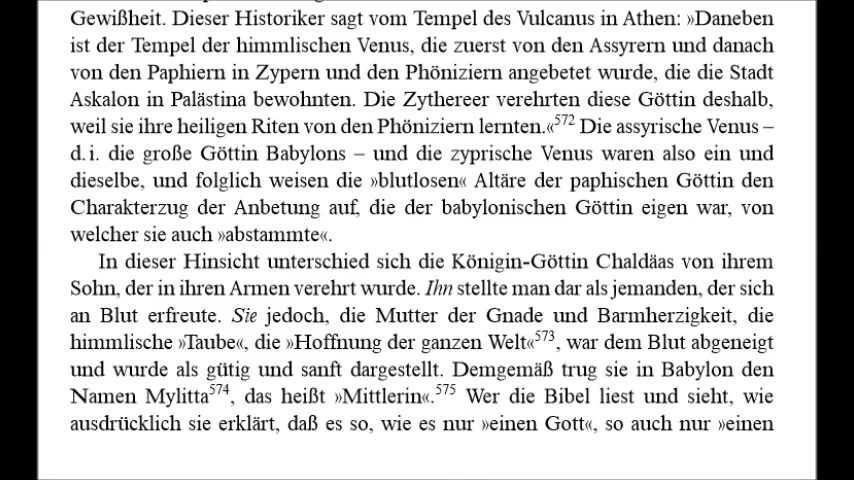 Gewißheit. Dieser Historiker sagt vom Tempel des Vulcanus in Athen: »Daneben
ist der Tempel der himmlischen Venus, die zuerst von den Assyrern und danach
von den Paphiern in Zypern und den Phöniziern angebetet wurde, die die Stadt
Askalon in Palästina bewohnten. Die Zythereer verehrten diese Göttin deshalb,
weil sie ihre heiligen Riten von den Phöniziern lernten.«572 Die assyrische Venus –
d. i. die große Göttin Babylons – und die zyprische Venus waren also ein und
dieselbe, und folglich weisen die »blutlosen« Altäre der paphischen Göttin den
Charakterzug der Anbetung auf, die der babylonischen Göttin eigen war, von
welcher sie auch »abstammte«.
In dieser Hinsicht unterschied sich die Königin-Göttin Chaldäas von ihrem
Sohn, der in ihren Armen verehrt wurde. Ihn stellte man dar als jemanden, der sich
an Blut erfreute. Sie jedoch, die Mutter der Gnade und Barmherzigkeit, die
himmlische »Taube«, die »Hoffnung der ganzen Welt«573, war dem Blut abgeneigt
und wurde als gütig und sanft dargestellt. Demgemäß trug sie in Babylon den
Namen Mylitta574, das heißt »Mittlerin«.575 Wer die Bibel liest und sieht, wie
ausdrücklich sie erklärt, daß es so, wie es nur »einen Gott«, so auch nur »einen